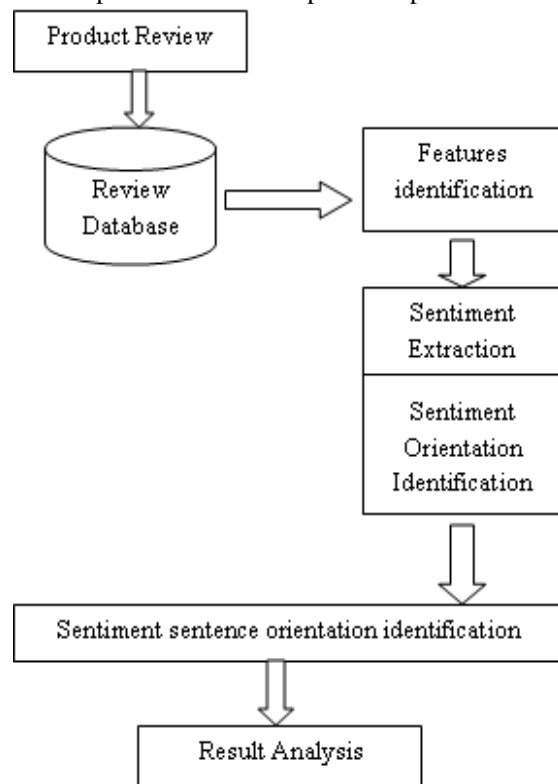 Product Review
Review
Database
Features
identification
Sentiment
Extraction
Sentiment
Orientation
Identification
Sentiment sentence orientation identification
Result Analysis